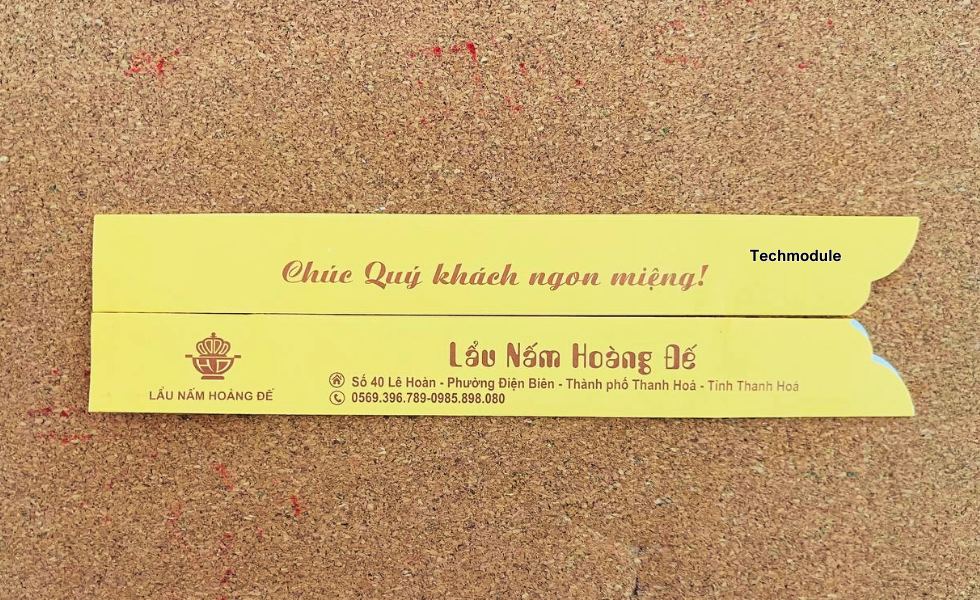 Techmodule
Chúc Quý khách ngon miệng!
Lẩu Nấm Hoàng Đế
HD
LẨU NẤM HOÀNG ĐẾ
Số 40 Lê Hoàn - Phường Điện Biên - Thành phố Thanh Hoá - Tỉnh Thanh Hoá
0569.396.789-0985.898.080